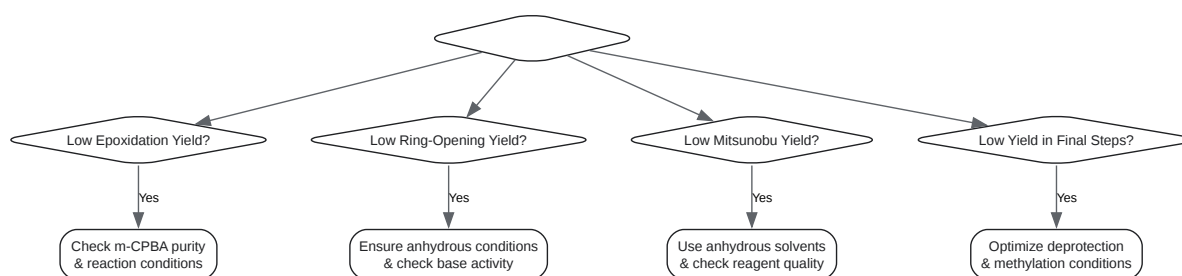 Low Epoxidation Yield?
Low Ring-Opening Yield?
Low Mitsunobu Yield?
Low Yield in Final Steps?
Yes
Yes
Yes
Yes
Check m-CPBA purity
& reaction conditions
Ensure anhydrous conditions
& check base activity
Use anhydrous solvents
& check reagent quality
Optimize deprotection
& methylation conditions